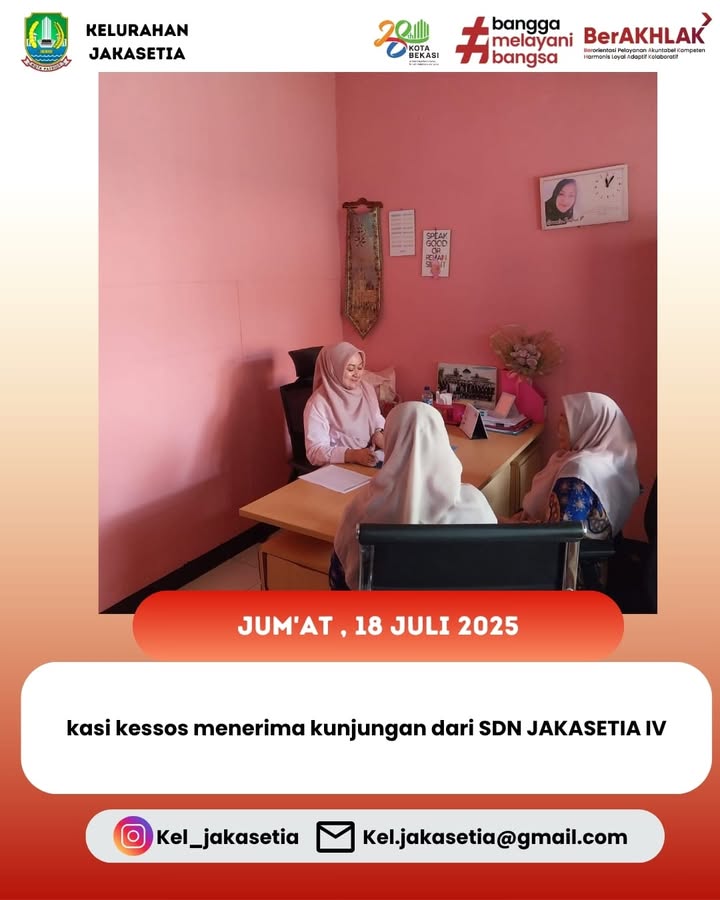 KELURAHAN
JAKASETIA
KOTA
BEKASI
#bangga
melayani
bangsa
BerAKHLAK
Berorientasi Pelayanan Akuntabel Kompeten
Harmonis Loyal Adaptif Kolaboratif
SPEAK
GOOD
OR
REMAIN
SILENT
JUM'AT , 18 JULI 2025
kasi kessos menerima kunjungan dari SDN JAKASETIA IV
Kel_jakasetia
Kel.jakasetia@gmail.com